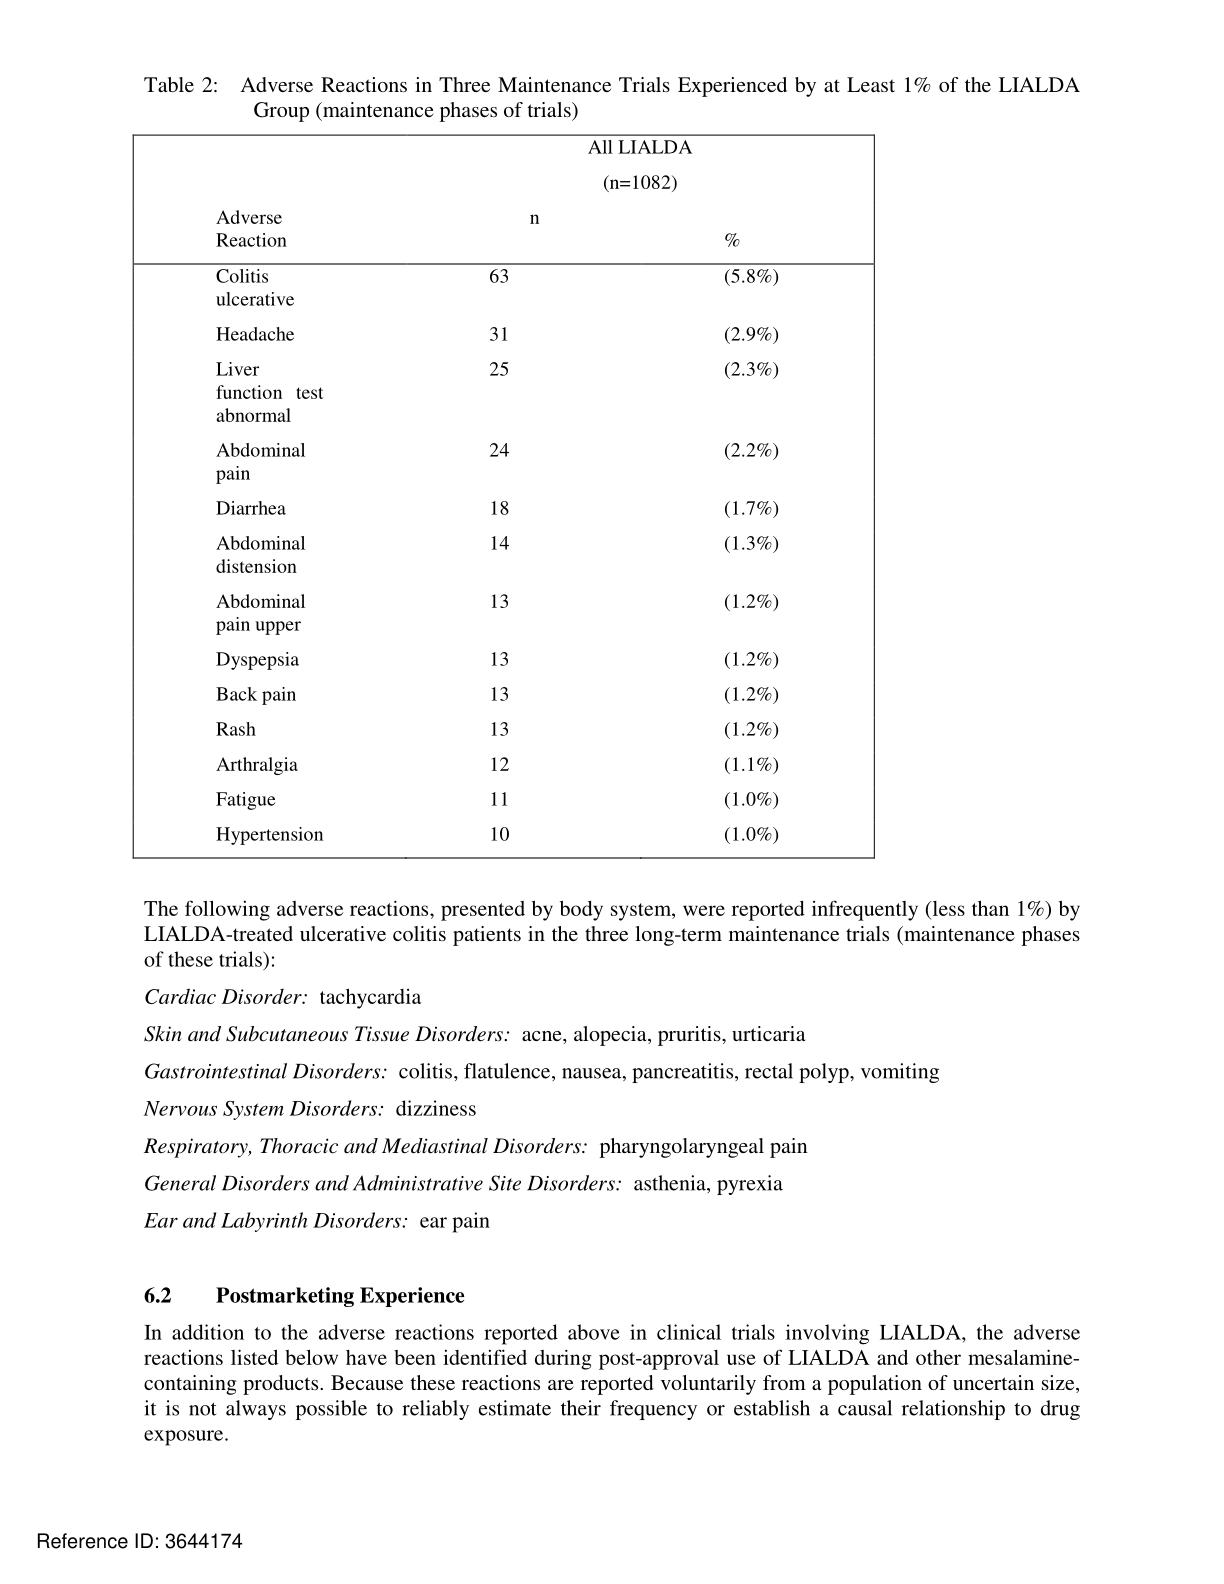 Table 2: Adverse Reactions in Three Maintenance Trials Experienced by at Least 1% of the LIALDA
Group (maintenance phases of trials)
All LIALDA
(n=1082)
Adverse
Reaction
n
%
Colitis
ulcerative
63
(5.8%)
Headache
31
(2.9%)
Liver
function test
abnormal
25
(2.3%)
Abdominal
pain
24
(2.2%)
Diarrhea
18
(1.7%)
Abdominal
distension
14
(1.3%)
Abdominal
pain upper
13
(1.2%)
Dyspepsia
13
(1.2%)
Back pain
13
(1.2%)
Rash
13
(1.2%)
Arthralgia
12
(1.1%)
Fatigue
11
(1.0%)
Hypertension
10
(1.0%)
The following adverse reactions, presented by body system, were reported infrequently (less than 1%) by
LIALDA-treated ulcerative colitis patients in the three long-term maintenance trials (maintenance phases
of these trials):
Cardiac Disorder: tachycardia
Skin and Subcutaneous Tissue Disorders: acne, alopecia, pruritis, urticaria
Gastrointestinal Disorders: colitis, flatulence, nausea, pancreatitis, rectal polyp, vomiting
Nervous System Disorders: dizziness
Respiratory, Thoracic and Mediastinal Disorders: pharyngolaryngeal pain
General Disorders and Administrative Site Disorders: asthenia, pyrexia
Ear and Labyrinth Disorders: ear pain
6.2 Postmarketing Experience
In addition to the adverse reactions reported above in clinical trials involving LIALDA, the adverse
reactions listed below have been identified during post-approval use of LIALDA and other mesalamine-
containing products. Because these reactions are reported voluntarily from a population of uncertain size,
it is not always possible to reliably estimate their frequency or establish a causal relationship to drug
exposure.
Reference ID: 3644174